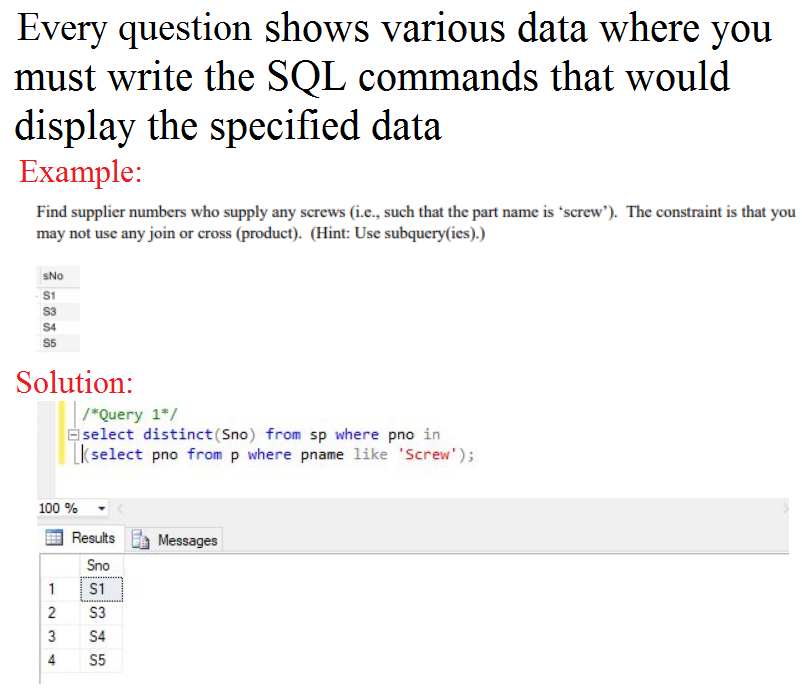 Every question shows various data where you
must write the SQL commands that would
display the specified data
Example:
Find supplier numbers who supply any screws (i.e., such that the part name is ‘screw’). The constraint is that you
may not use any join or cross (product). (Hint: Use subquery(ies).)
sNo
S1
S3
S4
S5
Solution:
/*Query 1*/
select distinct(Sno) from sp where pno in
(select pno from p where pname like 'Screw');
100 %
Results Messages
Sno
1 S1
2 S3
3 S4
4 S5